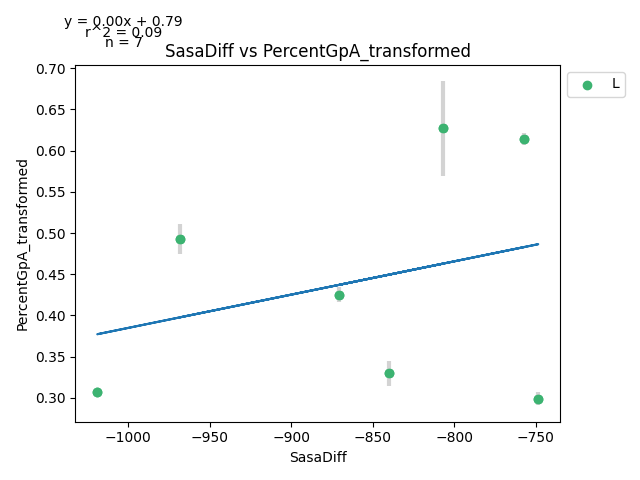 y = 0.00x + 0.79
r^2 = 0.09
n = 7
SasaDiff vs PercentGpA_transformed
L
PercentGpA_transformed
0.70
0.65
0.60
0.55
0.50
0.45
0.40
0.35
0.30
−1000 −950 −900 −850 −800 −750
SasaDiff